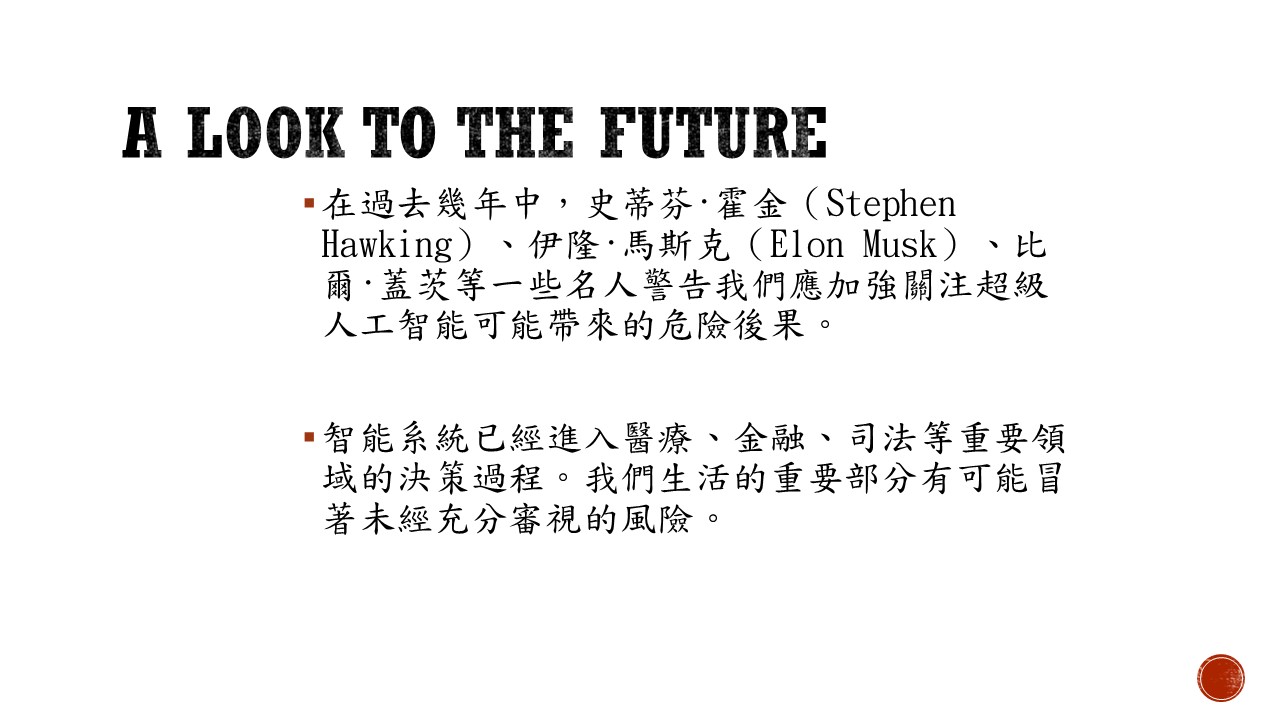 A LOOK TO THE FUTURE
▪在過去幾年中，史蒂芬·霍金（Stephen
Hawking）、伊隆·馬斯克（Elon Musk）、比
爾·蓋茨等一些名人警告我們應加強關注超級
人工智能可能帶來的危險後果。
▪智能系統已經進入醫療、金融、司法等重要領
域的決策過程。我們生活的重要部分有可能冒
著未經充分審視的風險。